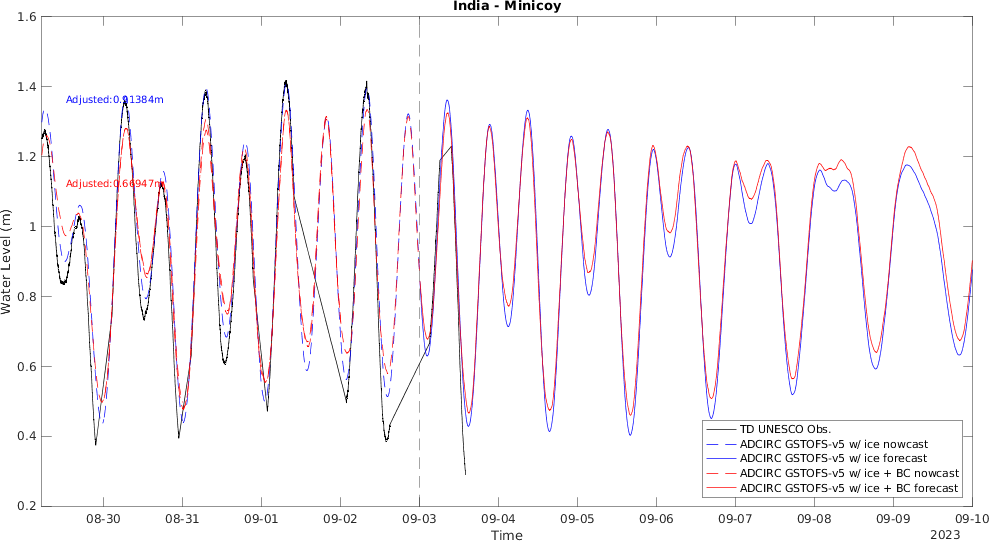 India - Minicoy
1.6
1.4
1.2
1
0.8
0.6
0.4
0.2
Water Level (m)
Adjusted:0.91384m
Adjusted:0.66947m
TD UNESCO Obs.
ADCIRC GSTOFS-v5 w/ ice nowcast
ADCIRC GSTOFS-v5 w/ ice forecast
ADCIRC GSTOFS-v5 w/ ice + BC nowcast
ADCIRC GSTOFS-v5 w/ ice + BC forecast
08-30 08-31 09-01 09-02 09-03 09-04 09-05 09-06 09-07 09-08 09-09 09-10
Time
2023